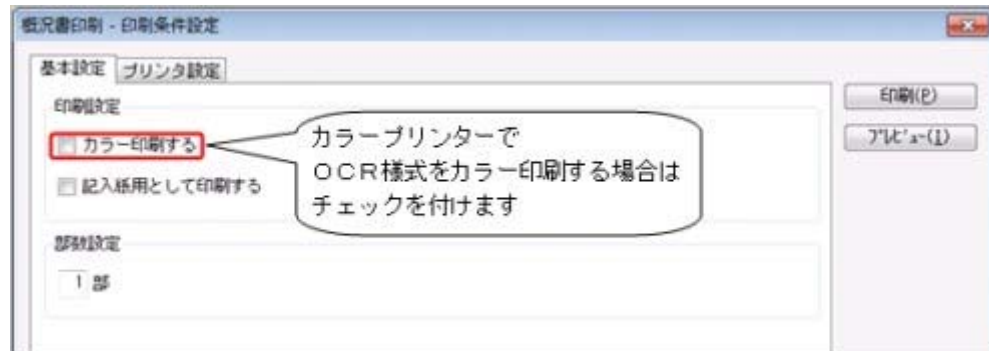 概況書印刷 - 印刷条件設定
基本設定 プリンタ設定
印刷設定
カラー印刷する
記入紙用として印刷する
カラープリンターで
OCR様式をカラー印刷する場合は
チェックを付けます
部数設定
1 部
印刷(P)
プレビュー(I)